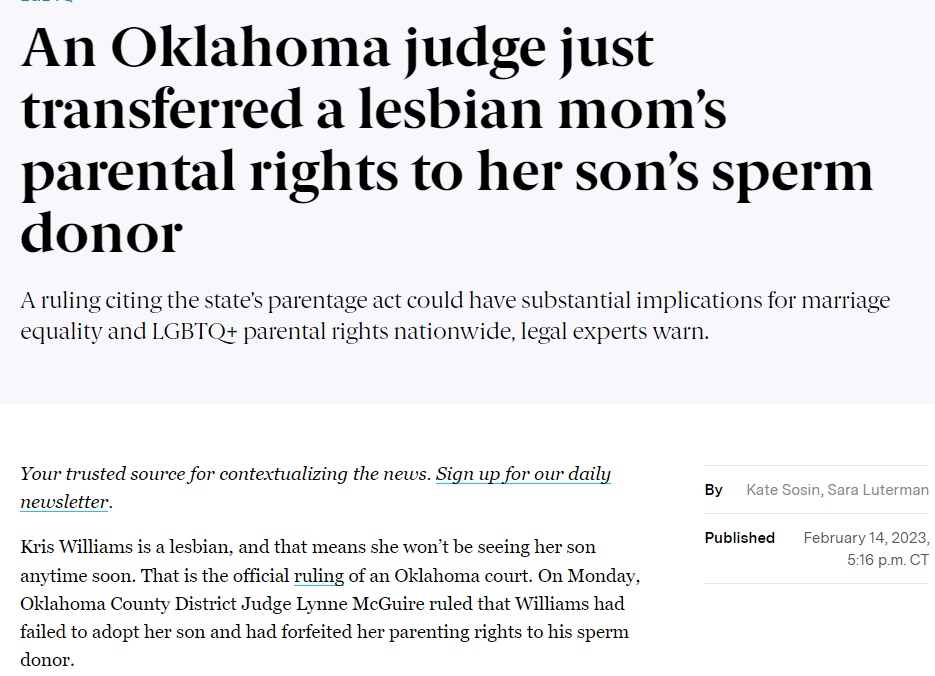 An Oklahoma judge just
transferred a lesbian mom’s
parental rights to her son’s sperm
donor
A ruling citing the state’s parentage act could have substantial implications for marriage
equality and LGBTQ+ parental rights nationwide, legal experts warn.
Your trusted source for contextualizing the news. Sign up for our daily
newsletter.
Kris Williams is a lesbian, and that means she won’t be seeing her son
anytime soon. That is the official ruling of an Oklahoma court. On Monday,
Oklahoma County District Judge Lynne McGuire ruled that Williams had
failed to adopt her son and had forfeited her parenting rights to his sperm
donor.
By Kate Sosin, Sara Luterman
Published February 14, 2023,
5:16 p.m. CT